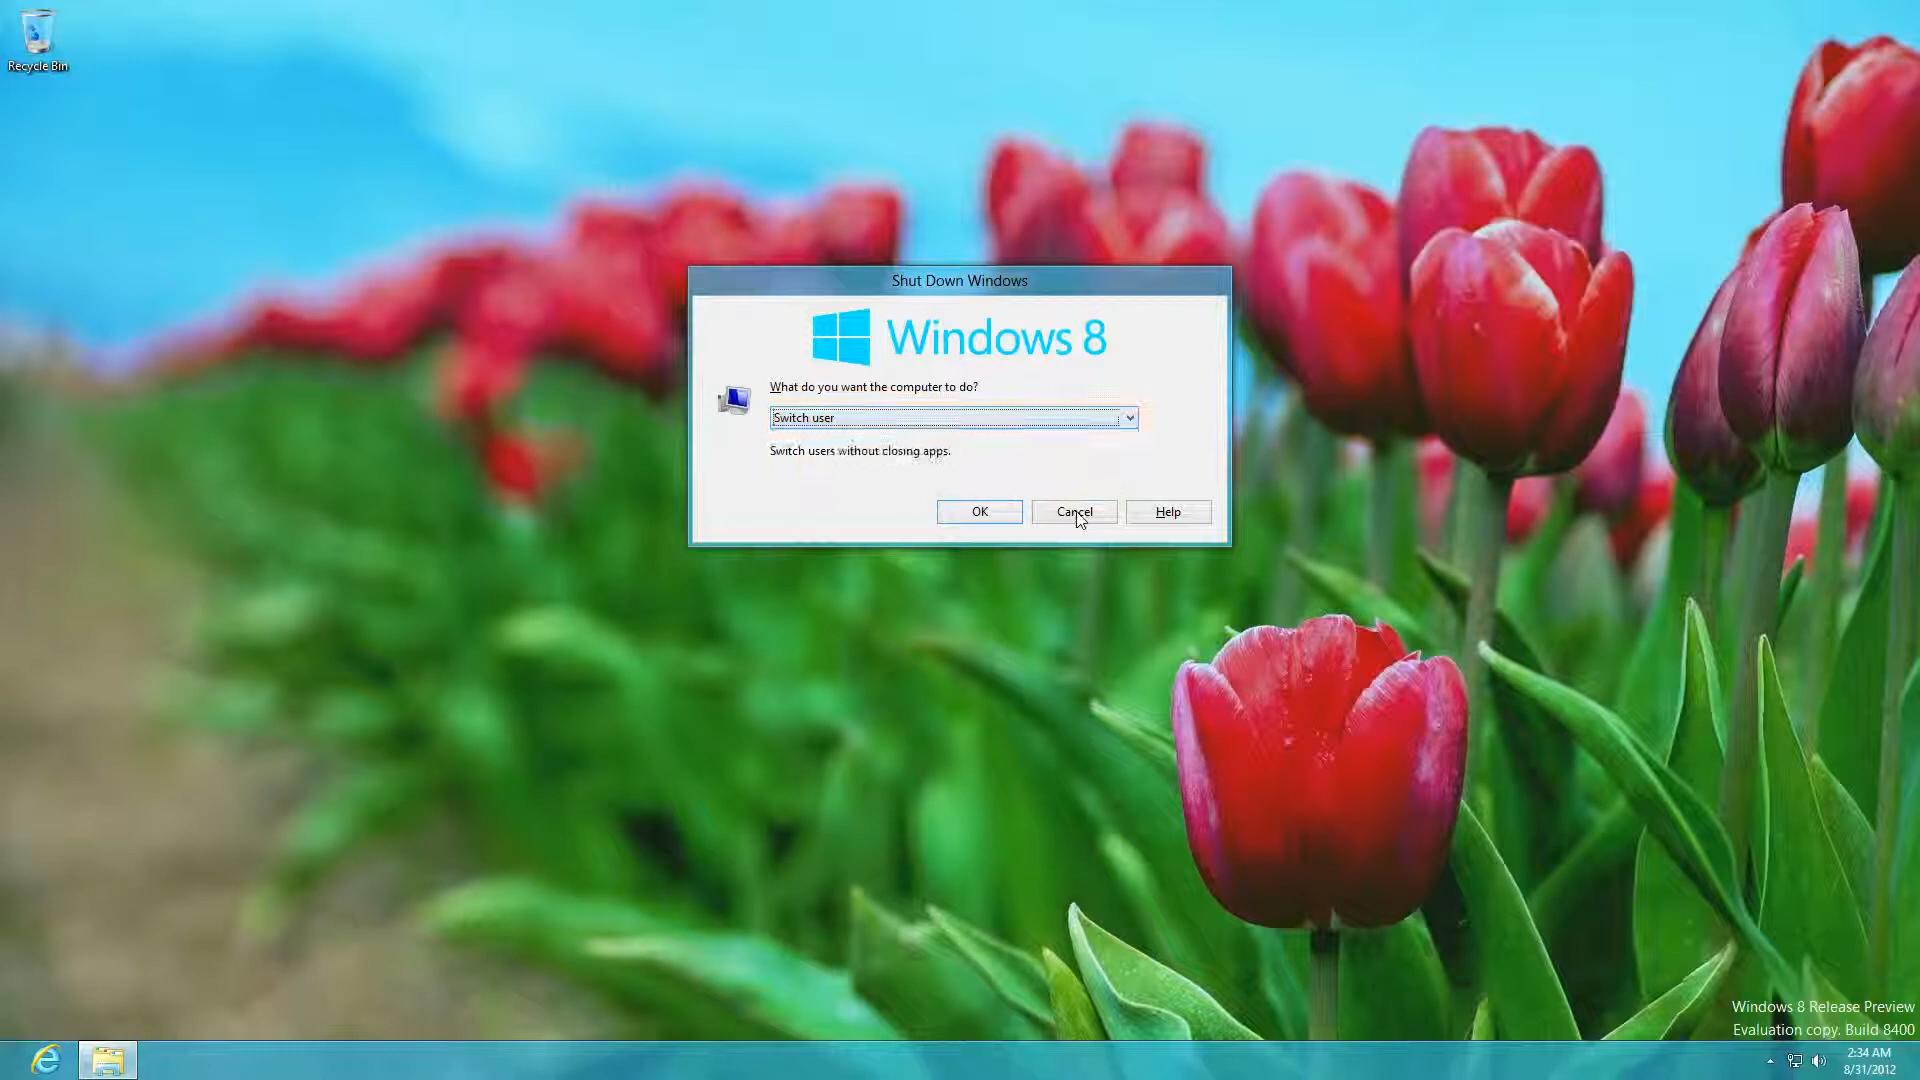 Recycle Bin
Shut Down Windows
Windows 8
What do you want the computer to do?
Switch user
Switch users without closing apps.
OK
Cancel
Help
Windows 8 Release Preview
Evaluation copy. Build 8400
2:34 AM
8/31/2012